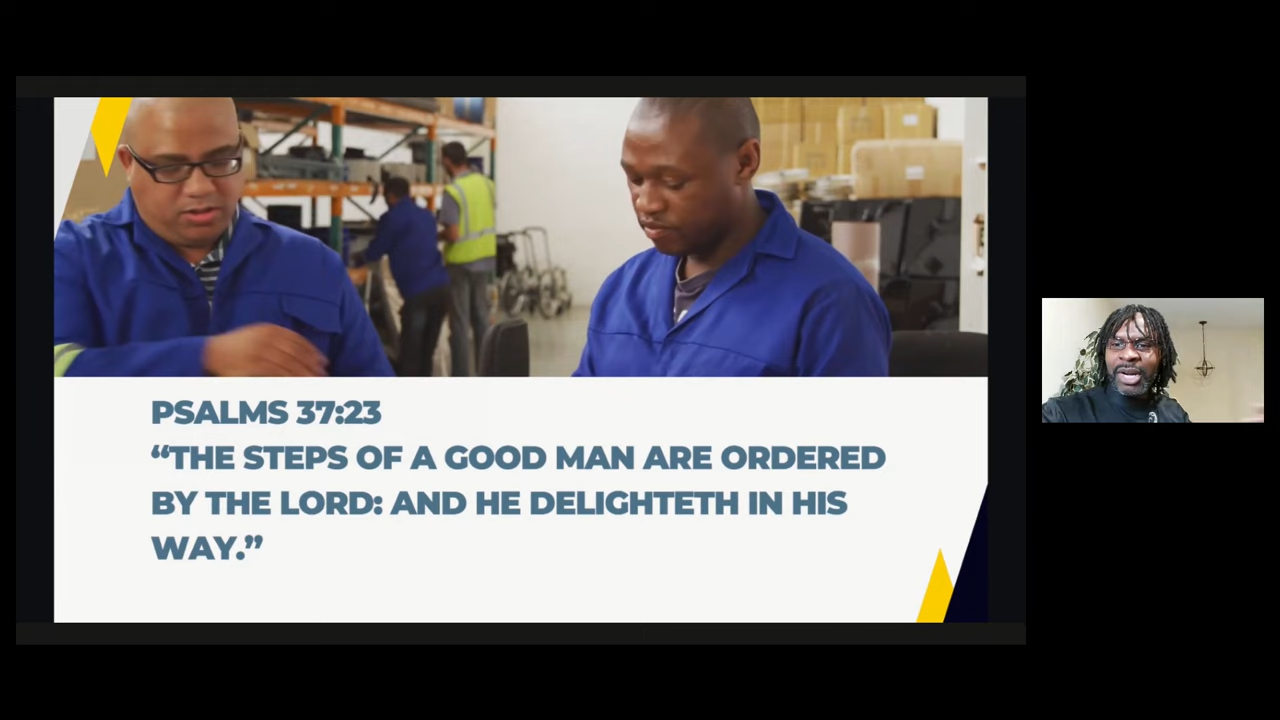 PSALMS 37:23
“THE STEPS OF A GOOD MAN ARE ORDERED
BY THE LORD: AND HE DELIGHTETH IN HIS
WAY.”